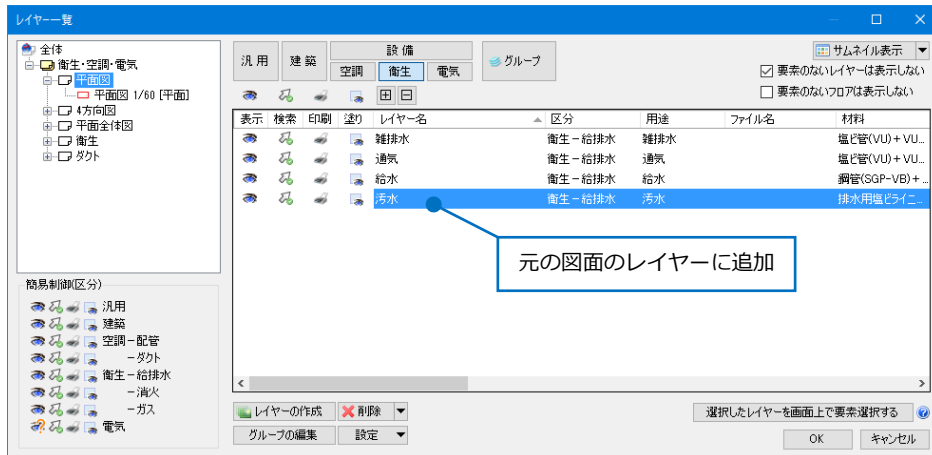 レイヤー一覧
全体
衛生・空調・電気
平面図
平面図 1/60 [平面]
4方向図
平面全体図
衛生
ダクト
汎用
建築
設備
空調
衛生
電気
グループ
サムネイル表示
要素のないレイヤーは表示しない
要素のないフロアは表示しない
表示 検索 印刷 塗り レイヤー名 区分 用途 ファイル名 材料
雑排水 衛生－給排水 雑排水 塩ビ管(VU)+VU...
通気 衛生－給排水 通気 塩ビ管(VU)+VU...
給水 衛生－給排水 給水 鋼管(SGP-VB)+...
汚水 衛生－給排水 汚水 排水用塩ビライニ...
元の図面のレイヤーに追加
簡易制御(区分)
汎用
建築
空調－配管
－ダクト
衛生－給排水
－消火
－ガス
電気
レイヤーの作成 削除 選択したレイヤーを画面上で要素選択する
グループの編集 設定 OK キャンセル